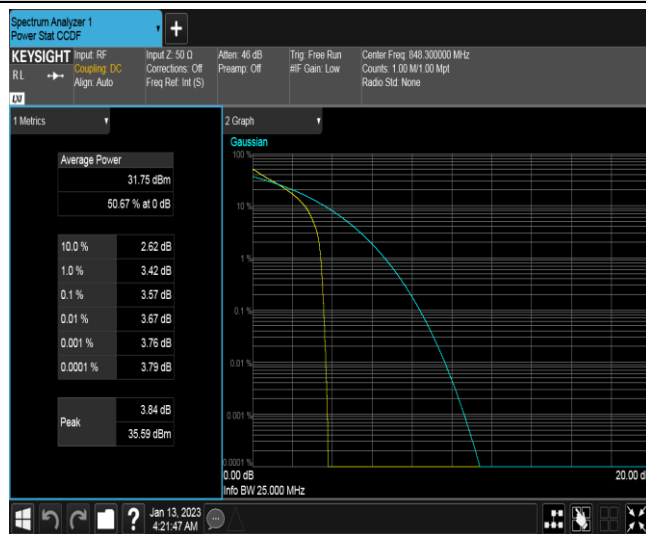 Spectrum Analyzer 1
Power Stat CCDF
+
KEYSIGHT
RL
LXI
Input: RF
Coupling: DC
Align: Auto
Input Z: 50 Ω
Corrections: Off
Freq Ref: Int (S)
Atten: 46 dB
Preamp: Off
Trig: Free Run
#IF Gain: Low
Center Freq: 848.300000 MHz
Counts: 1.00 M/1.00 Mpt
Radio Std: None
1 Metrics
Average Power
31.75 dBm
50.67 % at 0 dB
10.0 % 2.62 dB
1.0 % 3.42 dB
0.1 % 3.57 dB
0.01 % 3.67 dB
0.001 % 3.76 dB
0.0001 % 3.79 dB
Peak
3.84 dB
35.59 dBm
2 Graph
Gaussian
100 %
10 %
1 %
0.1 %
0.01 %
0.001 %
0.0001 %
0.00 dB
20.00 d
Info BW 25.000 MHz
?
Jan 13, 2023
4:21:47 AM